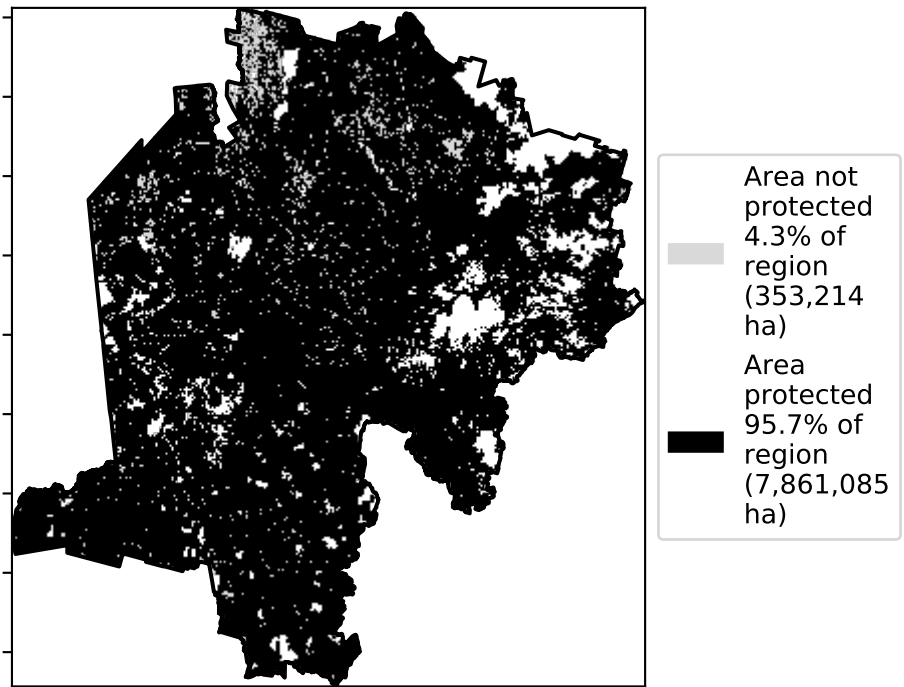 Area not
protected
4.3% of
region
(353,214
ha)
Area
protected
95.7% of
region
(7,861,085
ha)